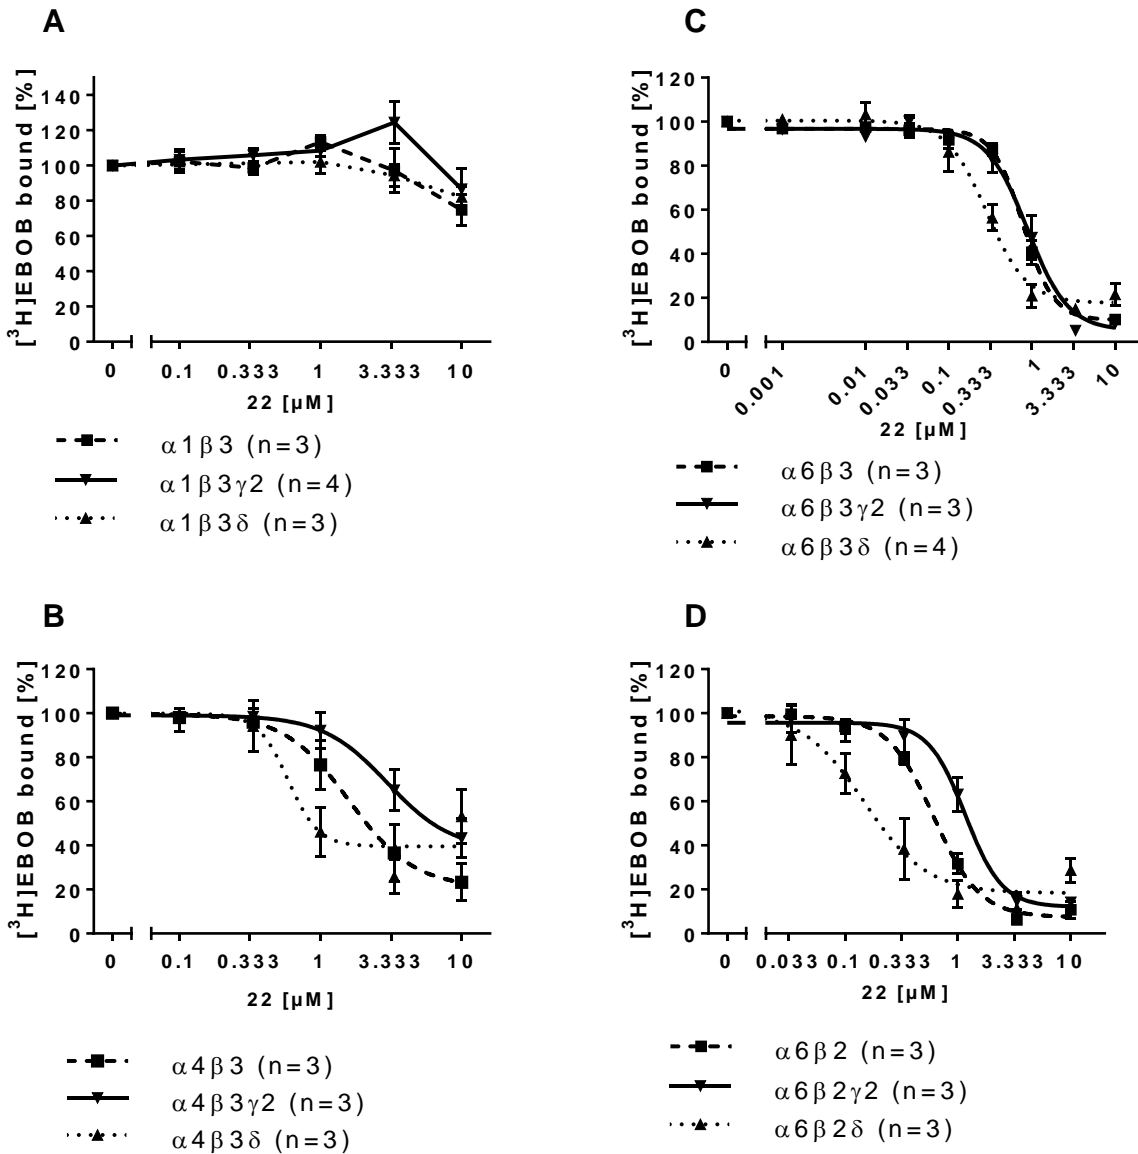 A
[³H]EBOB bound [%]
140
120
100
80
60
40
20
0
0 0.1 0.333 1 3.333 10
22 [µM]
α1β3 (n=3)
α1β3γ2 (n=4)
α1β3δ (n=3)
C
[³H]EBOB bound [%]
120
100
80
60
40
20
0
0 0.001 0.01 0.033 0.1 0.333 1 3.333 10
22 [µM]
α6β3 (n=3)
α6β3γ2 (n=3)
α6β3δ (n=4)
B
[³H]EBOB bound [%]
120
100
80
60
40
20
0
0 0.1 0.333 1 3.333 10
22 [µM]
α4β3 (n=3)
α4β3γ2 (n=3)
α4β3δ (n=3)
D
[³H]EBOB bound [%]
120
100
80
60
40
20
0
0 0.033 0.1 0.333 1 3.333 10
22 [µM]
α6β2 (n=3)
α6β2γ2 (n=3)
α6β2δ (n=3)